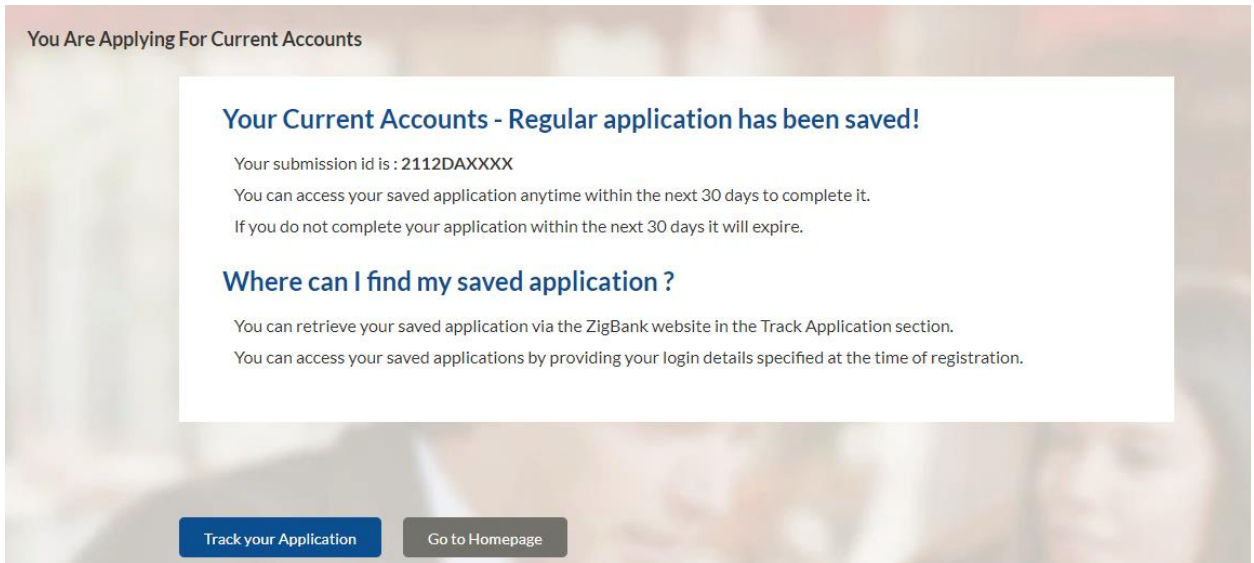 You Are Applying For Current Accounts
Your Current Accounts - Regular application has been saved!
Your submission id is : 2112DAXXXX
You can access your saved application anytime within the next 30 days to complete it.
If you do not complete your application within the next 30 days it will expire.
Where can I find my saved application ?
You can retrieve your saved application via the ZigBank website in the Track Application section.
You can access your saved applications by providing your login details specified at the time of registration.
Track your Application
Go to Homepage